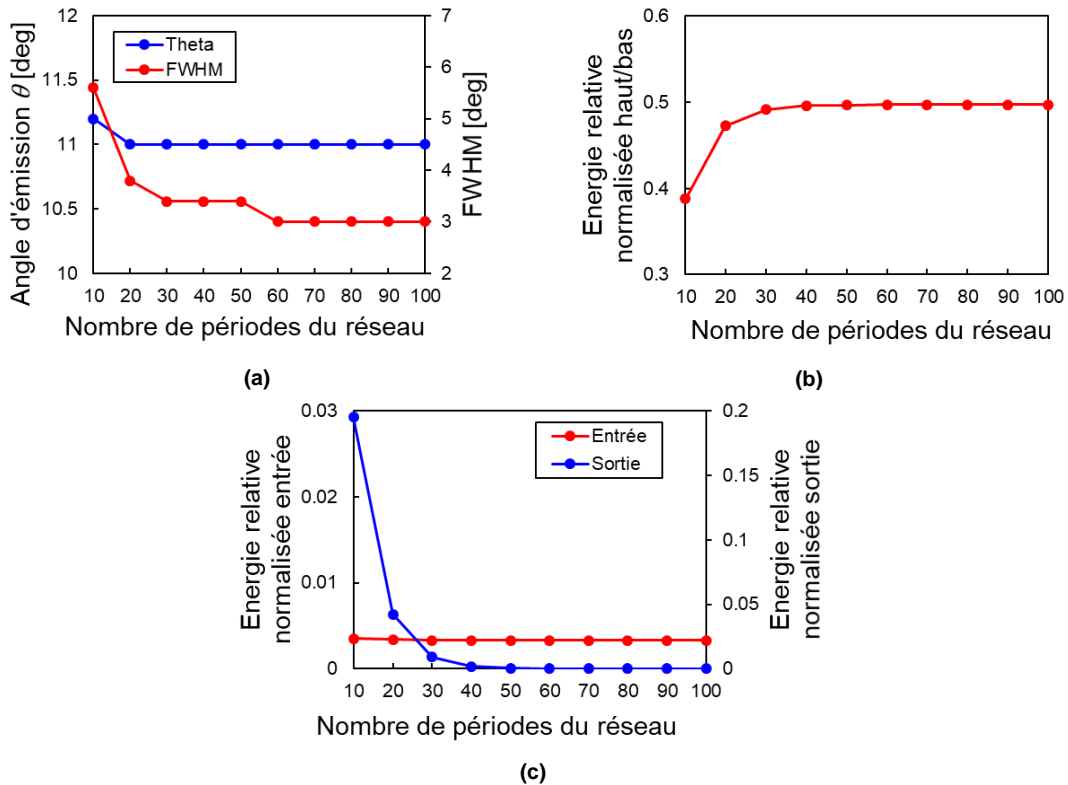 12
11.5
11
10.5
10
Angle d'émission θ [deg]
Theta
FWHM
7
6
5
4
3
2
FWHM [deg]
10 20 30 40 50 60 70 80 90 100
Nombre de périodes du réseau
(a)
0.6
0.5
0.4
0.3
Energie relative
normalisée haut/bas
10 20 30 40 50 60 70 80 90 100
Nombre de périodes du réseau
(b)
0.03
0.02
0.01
0
Energie relative
normalisée entrée
Entrée
Sortie
0.2
0.15
0.1
0.05
0
Energie relative
normalisée sortie
10 20 30 40 50 60 70 80 90 100
Nombre de périodes du réseau
(c)